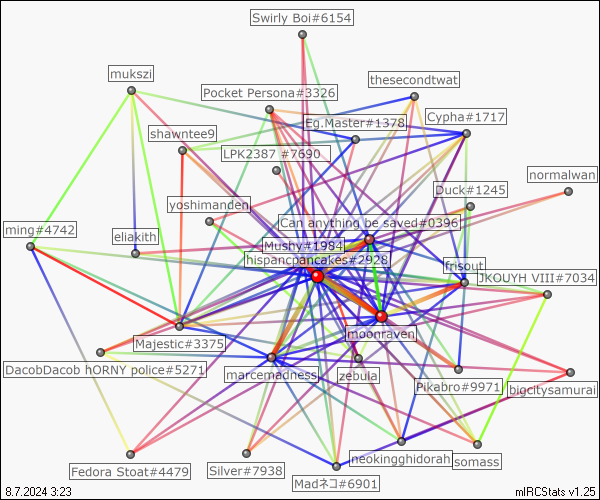 Swirly Boi#6154
mukszi
thesecondtwat
Pocket Persona#3326
Eg.Master#1378
Cypha#1717
shawntee9
LPK2387 #7690
normalwan
Duck#1245
yoshimanden
Can anything be saved#0396
ming#4742
eliakith
Mushy#1984
hispancpancakes#2928
frisout
JKOUYH VIII#7034
moonraven
Majestic#3375
DacobDacob hORNY police#5271
marcemadness
zebula
Pikabro#9971
bigcitysamurai
neokingghidorah
somass
Fedora Stoat#4479
Silver#7938
Madネコ#6901
8.7.2024 3:23
mIRCStats v1.25